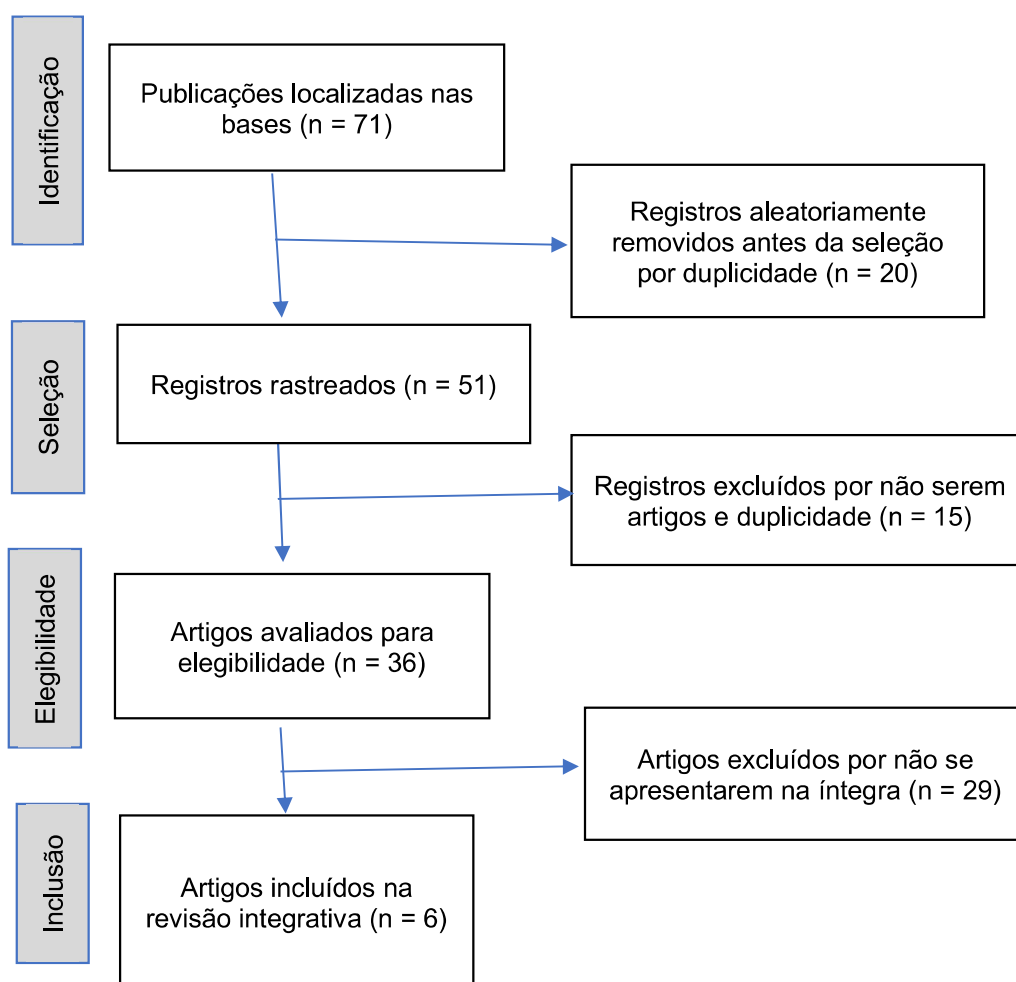 Identificação
Publicações localizadas nas
bases (n = 71)
Registros aleatoriamente
removidos antes da seleção
por duplicidade (n = 20)
Seleção
Registros rastreados (n = 51)
Registros excluídos por não serem
artigos e duplicidade (n = 15)
Elegibilidade
Artigos avaliados para
elegibilidade (n = 36)
Artigos excluídos por não se
apresentarem na íntegra (n = 29)
Inclusão
Artigos incluídos na
revisão integrativa (n = 6)